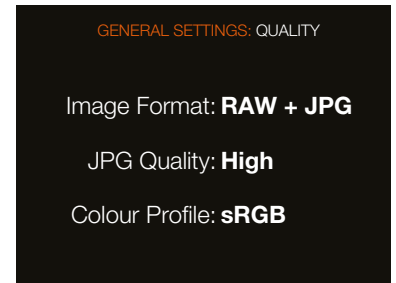 GENERAL SETTINGS: QUALITY
Image Format: RAW + JPG
JPG Quality: High
Colour Profile: sRGB